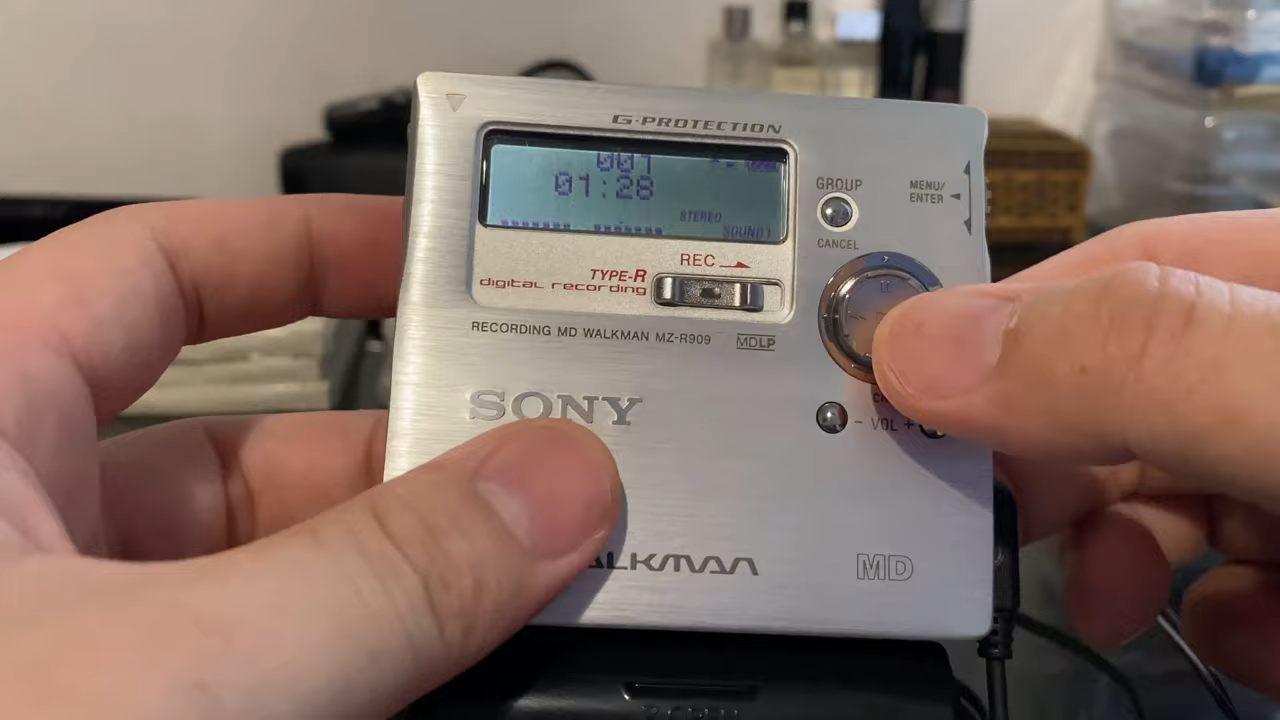 G-PROTECTION
001
01:28
STEREO
SOUND1
GROUP
CANCEL
MENU/
ENTER
REC
TYPE-R
digital recording
RECORDING MD WALKMAN MZ-R909
MDLP
SONY
- VOL +
ALKMAN
MD